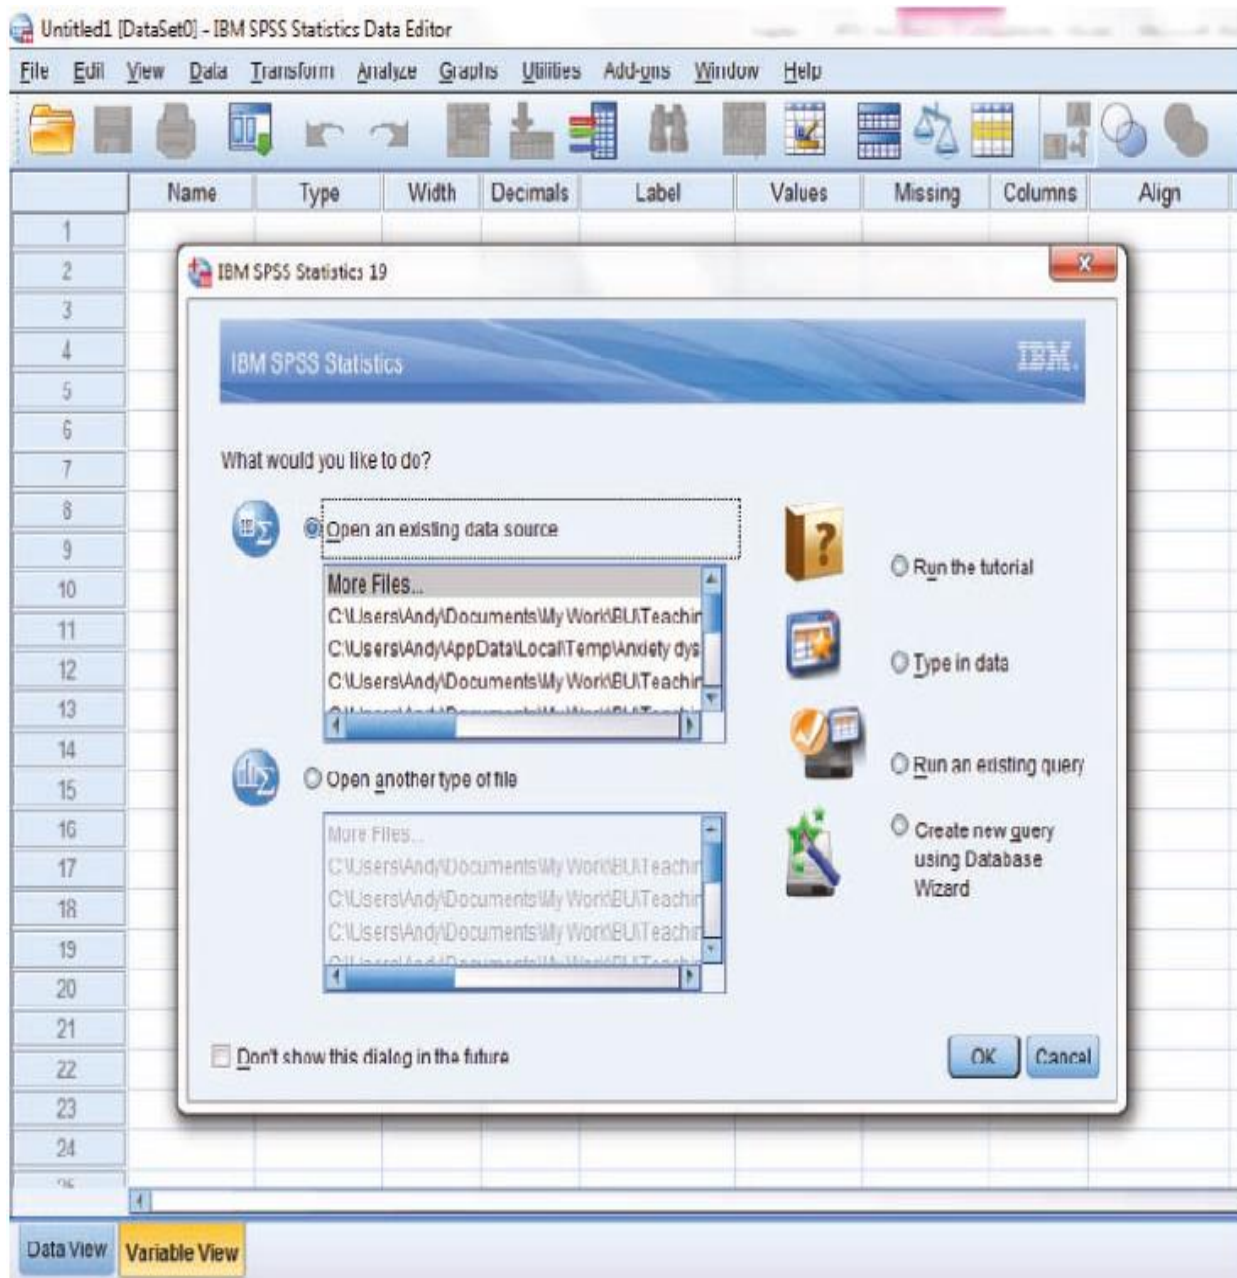 Untitled1 [DataSet0] - IBM SPSS Statistics Data Editor
File Edit View Data Transform Analyze Graphs Utilities Add-ons Window Help
Name Type Width Decimals Label Values Missing Columns Align
1
2
3
4
5
6
7
8
9
10
11
12
13
14
15
16
17
18
19
20
21
22
23
24
IBM SPSS Statistics 19
IBM SPSS Statistics
IBM.
What would you like to do?
Open an existing data source
More Files...
C:\Users\Andy\Documents\My Work\BU\Teachin
C:\Users\Andy\AppData\Local\Temp\Anxiety dys
C:\Users\Andy\Documents\My Work\BU\Teachin
Open another type of file
More Files...
C:\Users\Andy\Documents\My Work\BU\Teachin
C:\Users\Andy\Documents\My Work\BU\Teachin
C:\Users\Andy\Documents\My Work\BU\Teachin
Run the tutorial
Type in data
Run an existing query
Create new query
using Database
Wizard
Don't show this dialog in the future
OK Cancel
Data View Variable View